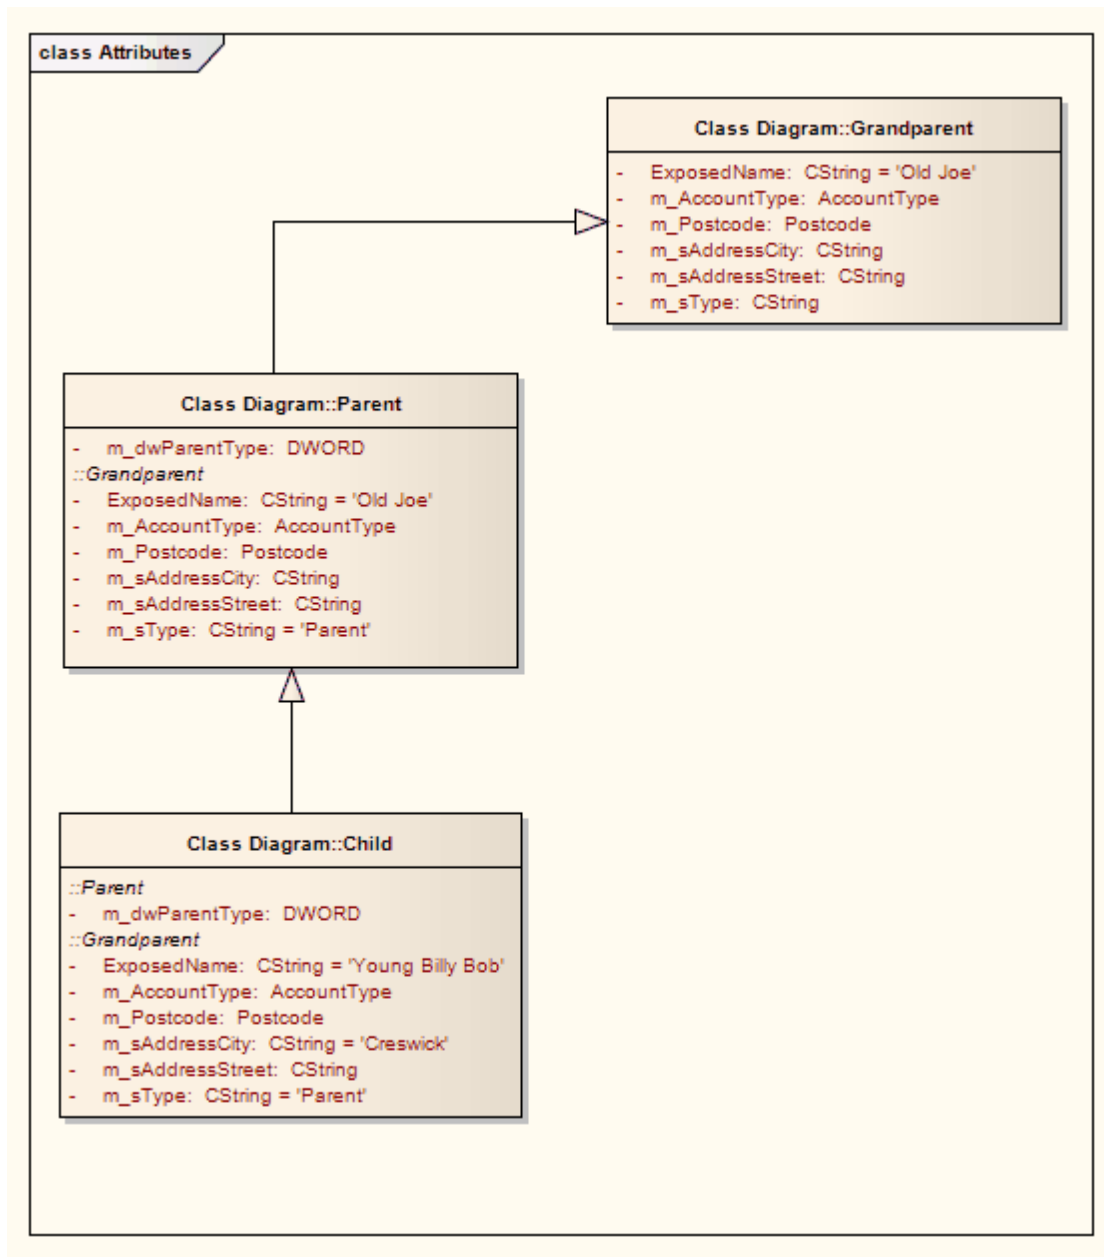 class Attributes
Class Diagram::Grandparent
- ExposedName: CString = 'Old Joe'
- m_AccountType: AccountType
- m_Postcode: Postcode
- m_sAddressCity: CString
- m_sAddressStreet: CString
- m_sType: CString
Class Diagram::Parent
- m_dwParentType: DWORD
::Grandparent
- ExposedName: CString = 'Old Joe'
- m_AccountType: AccountType
- m_Postcode: Postcode
- m_sAddressCity: CString
- m_sAddressStreet: CString
- m_sType: CString = 'Parent'
Class Diagram::Child
::Parent
- m_dwParentType: DWORD
::Grandparent
- ExposedName: CString = 'Young Billy Bob'
- m_AccountType: AccountType
- m_Postcode: Postcode
- m_sAddressCity: CString = 'Creswick'
- m_sAddressStreet: CString
- m_sType: CString = 'Parent'